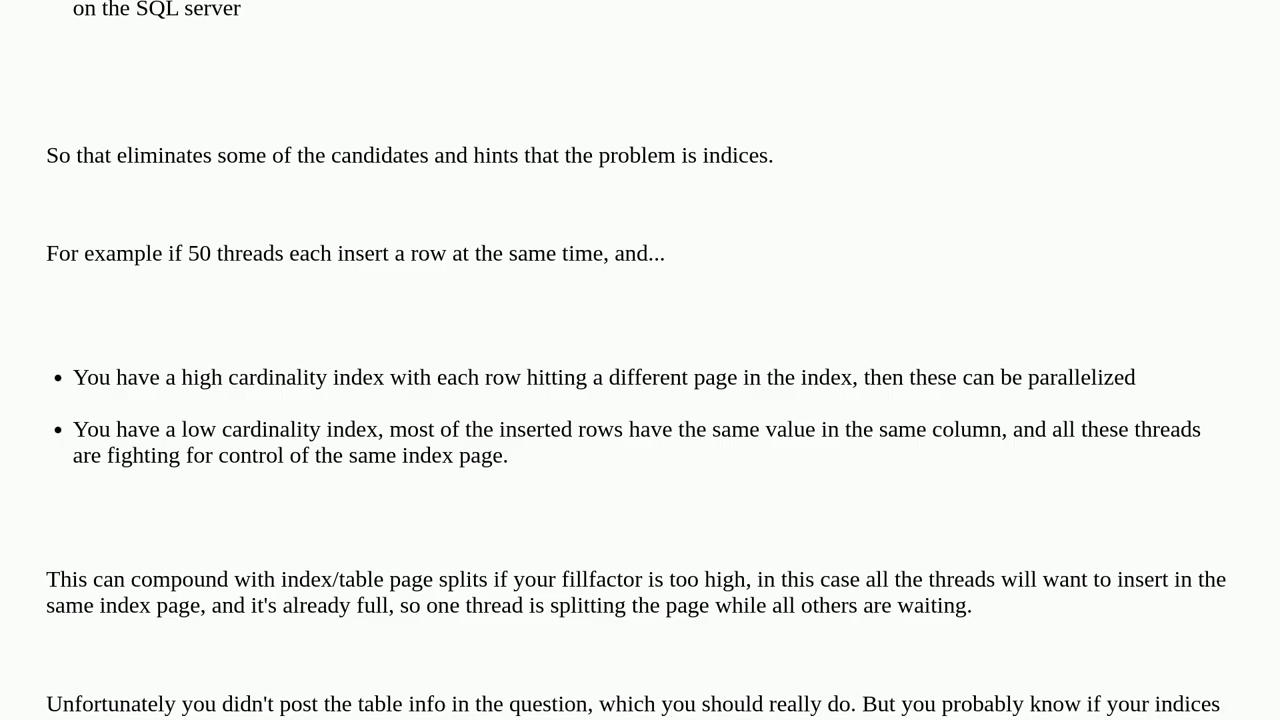 on the SQL server
So that eliminates some of the candidates and hints that the problem is indices.
For example if 50 threads each insert a row at the same time, and...
• You have a high cardinality index with each row hitting a different page in the index, then these can be parallelized
• You have a low cardinality index, most of the inserted rows have the same value in the same column, and all these threads
are fighting for control of the same index page.
This can compound with index/table page splits if your fillfactor is too high, in this case all the threads will want to insert in the
same index page, and it's already full, so one thread is splitting the page while all others are waiting.
Unfortunately you didn't post the table info in the question, which you should really do. But you probably know if your indices